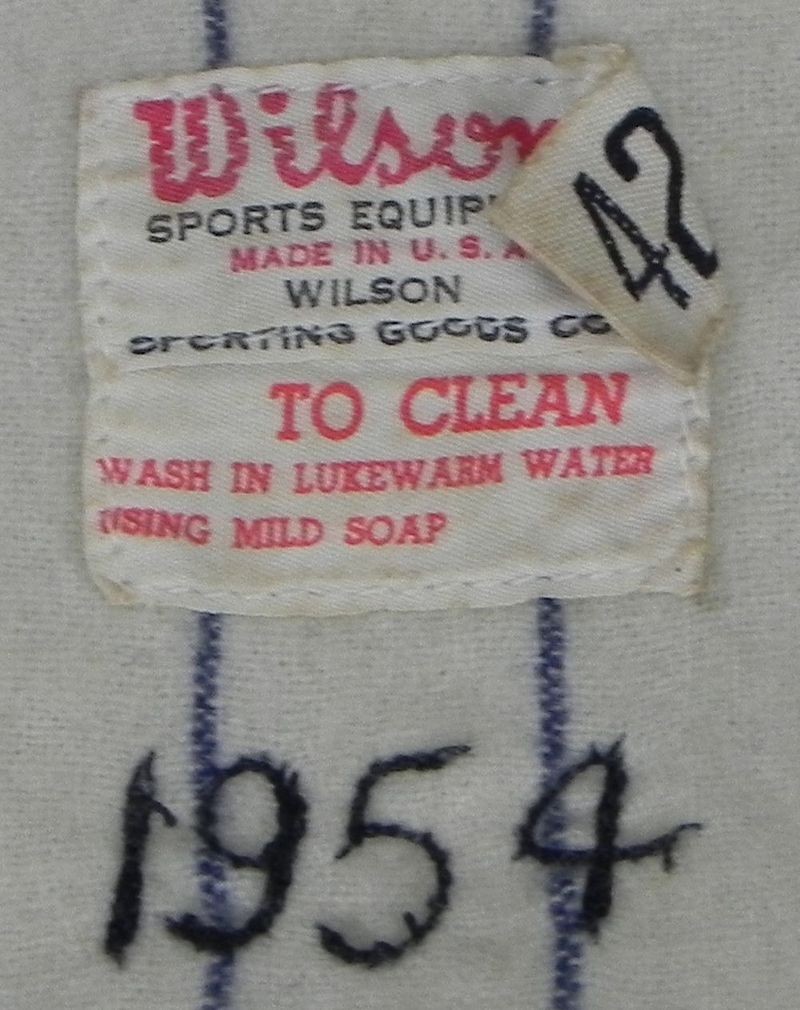 Wilson
SPORTS EQUIP
MADE IN U. S. A.
WILSON
SPORTING GOODS CO
42
TO CLEAN
WASH IN LUKEWARM WATER
USING MILD SOAP
1954